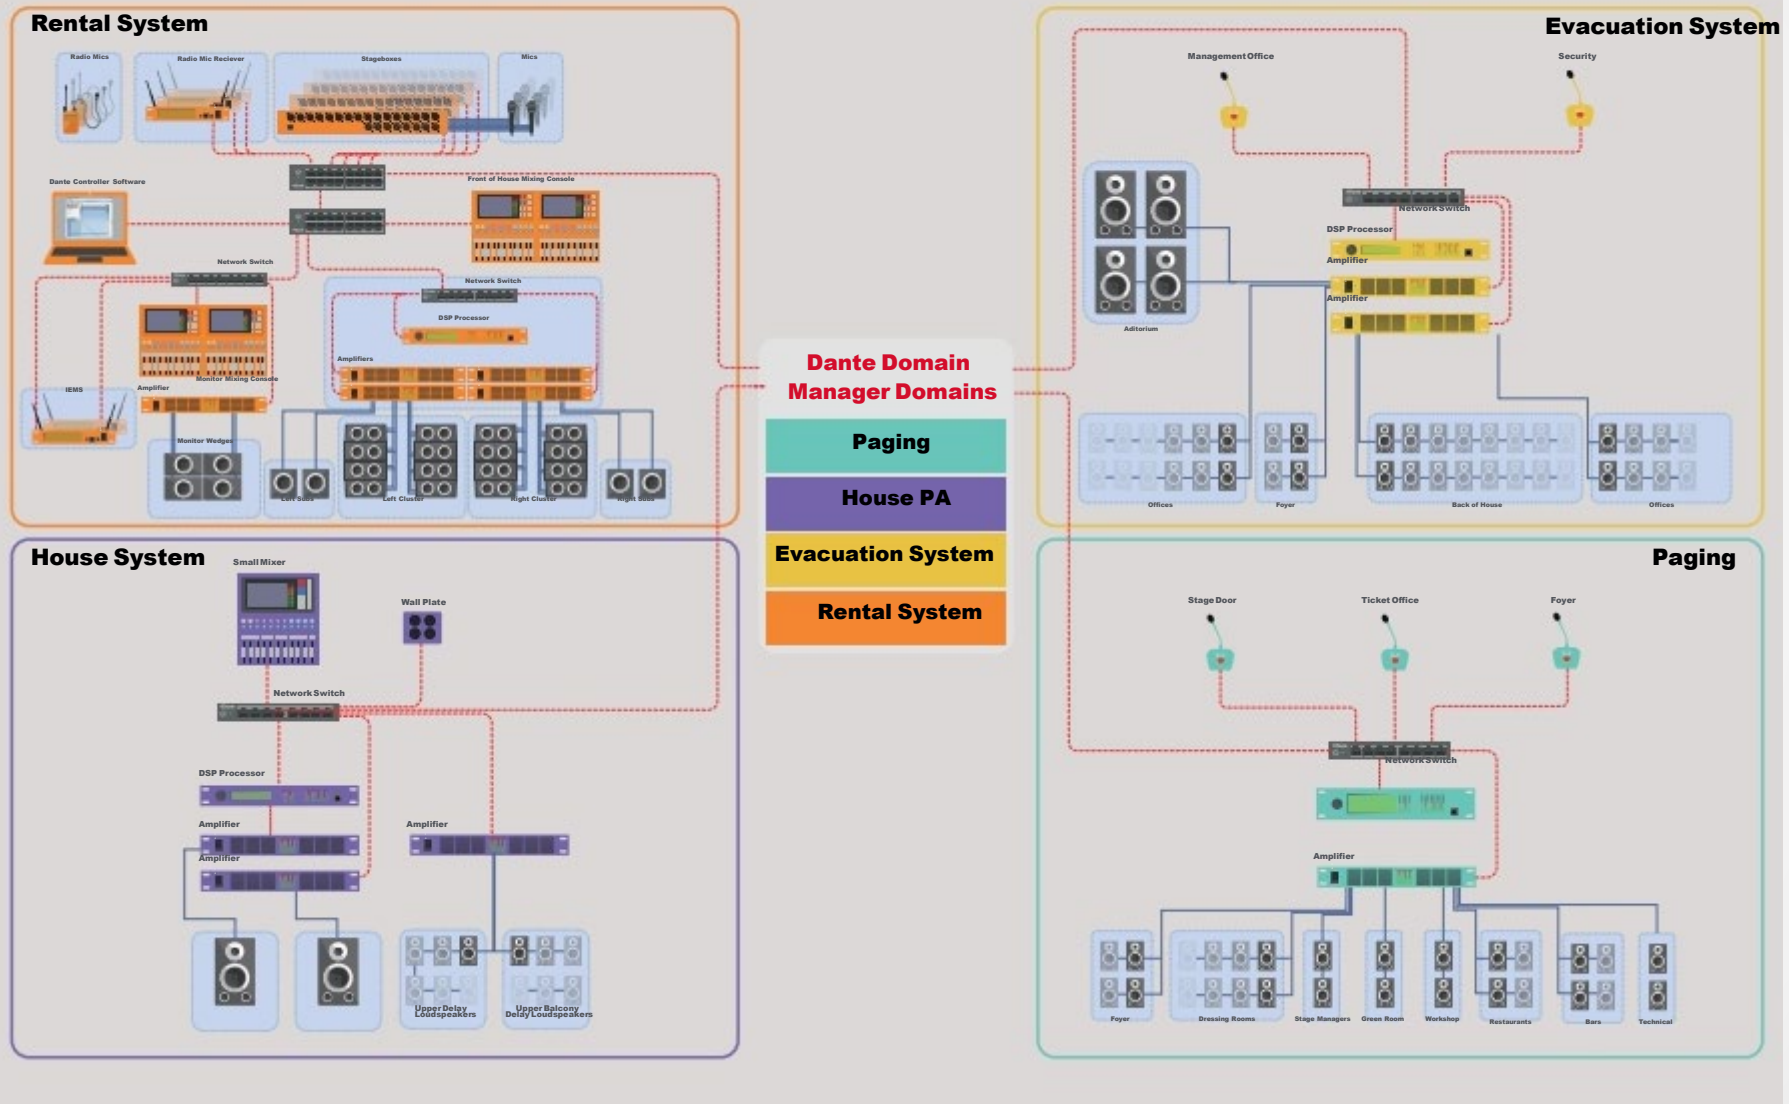 Rental System
Radio Mics
Radio Mic Reciever
Stageboxes
Mics
Dante Controller Software
Front of House Mixing Console
Network Switch
Network Switch
DSP Processor
Amplifiers
IEMS
Amplifier
Monitor Mixing Console
Monitor Wedges
Left Subs
Left Cluster
Right Cluster
Right Subs
Evacuation System
Management Office
Security
Network Switch
DSP Processor
Amplifier
Amplifier
Aditorium
Offices
Foyer
Back of House
Offices
Dante Domain
Manager Domains
Paging
House PA
Evacuation System
Rental System
House System
Small Mixer
Wall Plate
Network Switch
DSP Processor
Amplifier
Amplifier
Amplifier
Upper Delay
Loudspeakers
Upper Balcony
Delay Loudspeakers
Paging
Stage Door
Ticket Office
Foyer
Network Switch
Amplifier
Foyer
Dressing Rooms
Stage Managers
Green Room
Workshop
Restaurants
Bars
Technical